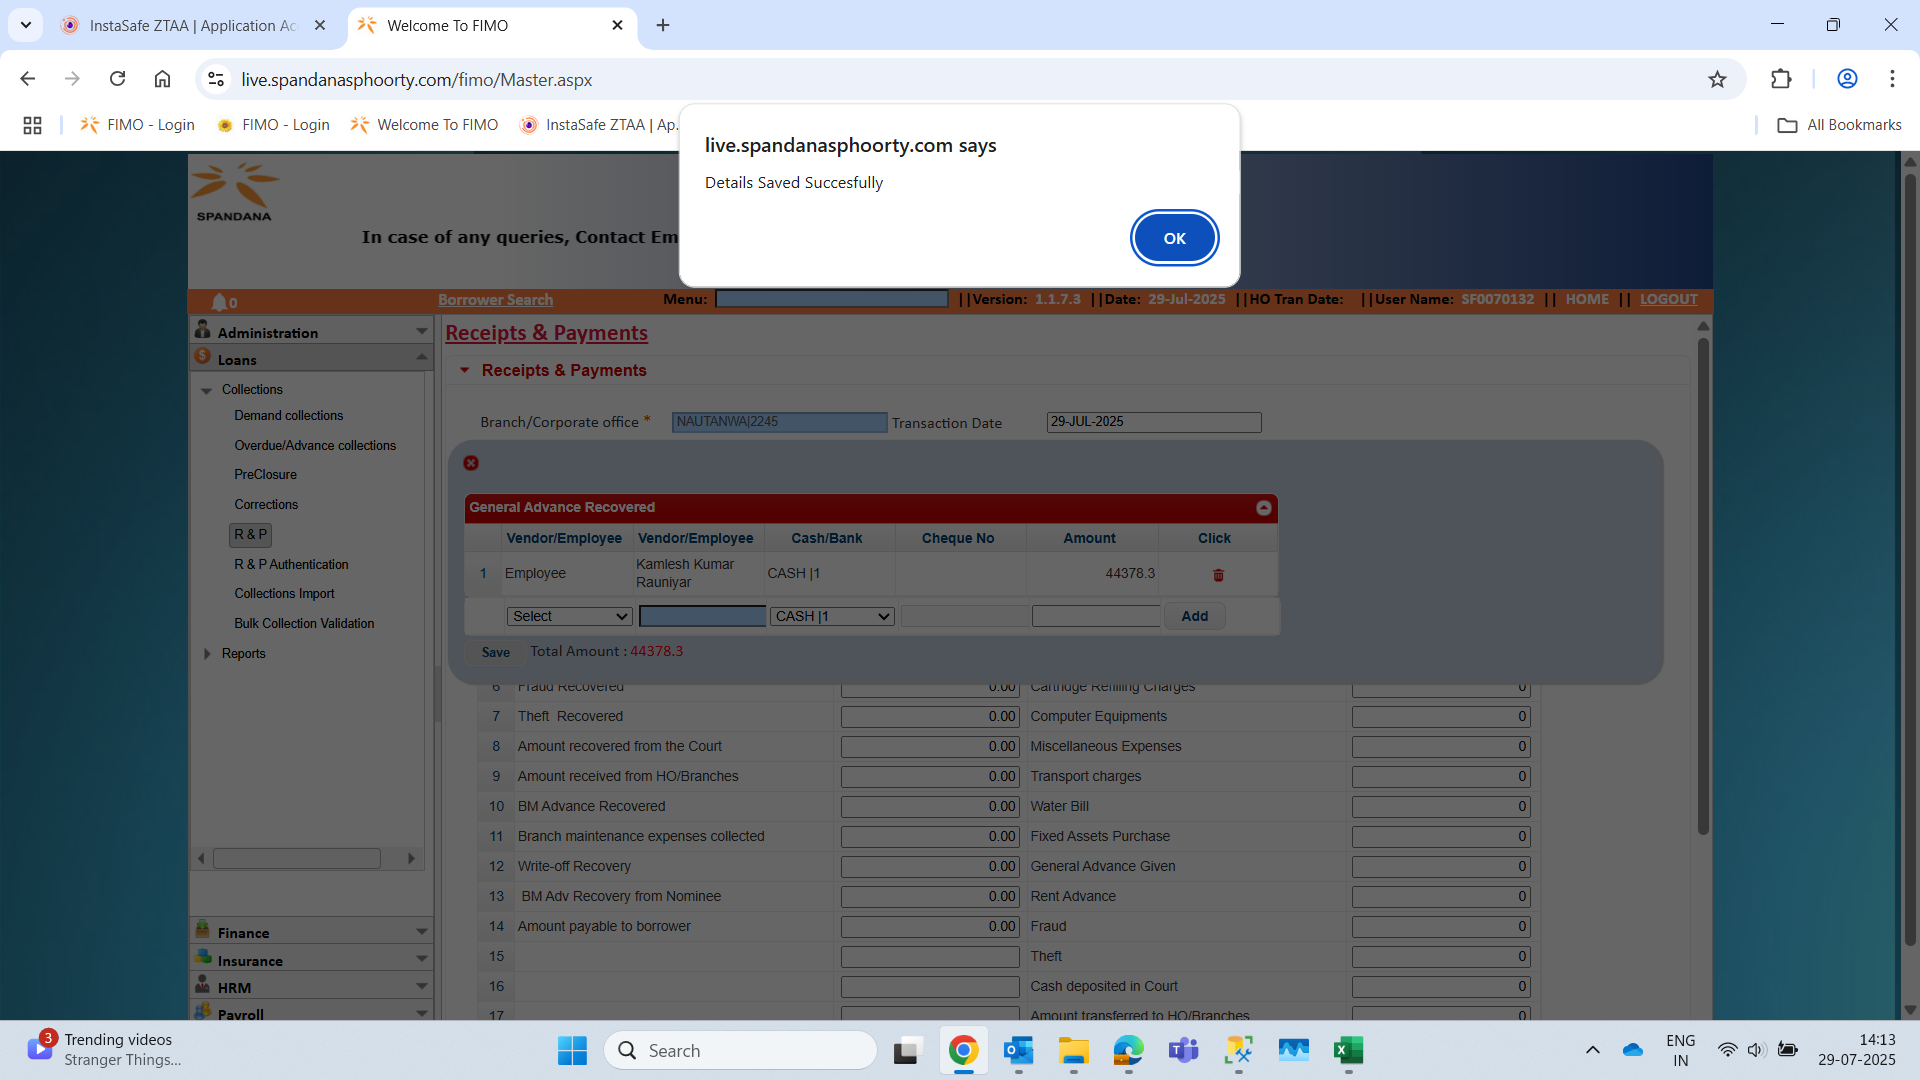 InstaSafe ZTAA | Application Ac
Welcome To FIMO
live.spandanasphoorty.com/fimo/Master.aspx
FIMO - Login
FIMO - Login
Welcome To FIMO
InstaSafe ZTAA | Ap.
All Bookmarks
live.spandanasphoorty.com says
Details Saved Succesfully
OK
SPANDANA
In case of any queries, Contact Em
0
Borrower Search
Menu:
||Version: 1.1.7.3 ||Date: 29-Jul-2025 ||HO Tran Date: ||User Name: SF0070132 || HOME || LOGOUT
Administration
Loans
Collections
Demand collections
Overdue/Advance collections
PreClosure
Corrections
R & P
R & P Authentication
Collections Import
Bulk Collection Validation
Reports
Finance
Insurance
HRM
Payroll
Receipts & Payments
Receipts & Payments
Branch/Corporate office * NAUTANWA|2245 Transaction Date 29-JUL-2025
General Advance Recovered
Vendor/Employee Vendor/Employee Cash/Bank Cheque No Amount Click
1 Employee Kamlesh Kumar Rauniyar CASH |1 44378.3
Select CASH |1 Add
Save Total Amount : 44378.3
6 Fraud Recovered 0.00 Cartridge Refilling Charges 0
7 Theft Recovered 0.00 Computer Equipments 0
8 Amount recovered from the Court 0.00 Miscellaneous Expenses 0
9 Amount received from HO/Branches 0.00 Transport charges 0
10 BM Advance Recovered 0.00 Water Bill 0
11 Branch maintenance expenses collected 0.00 Fixed Assets Purchase 0
12 Write-off Recovery 0.00 General Advance Given 0
13 BM Adv Recovery from Nominee 0.00 Rent Advance 0
14 Amount payable to borrower 0.00 Fraud 0
15 Theft 0
16 Cash deposited in Court 0
17 Amount transferred to HO/Branches
3
Trending videos
Stranger Things...
Search
ENG
IN
14:13
29-07-2025